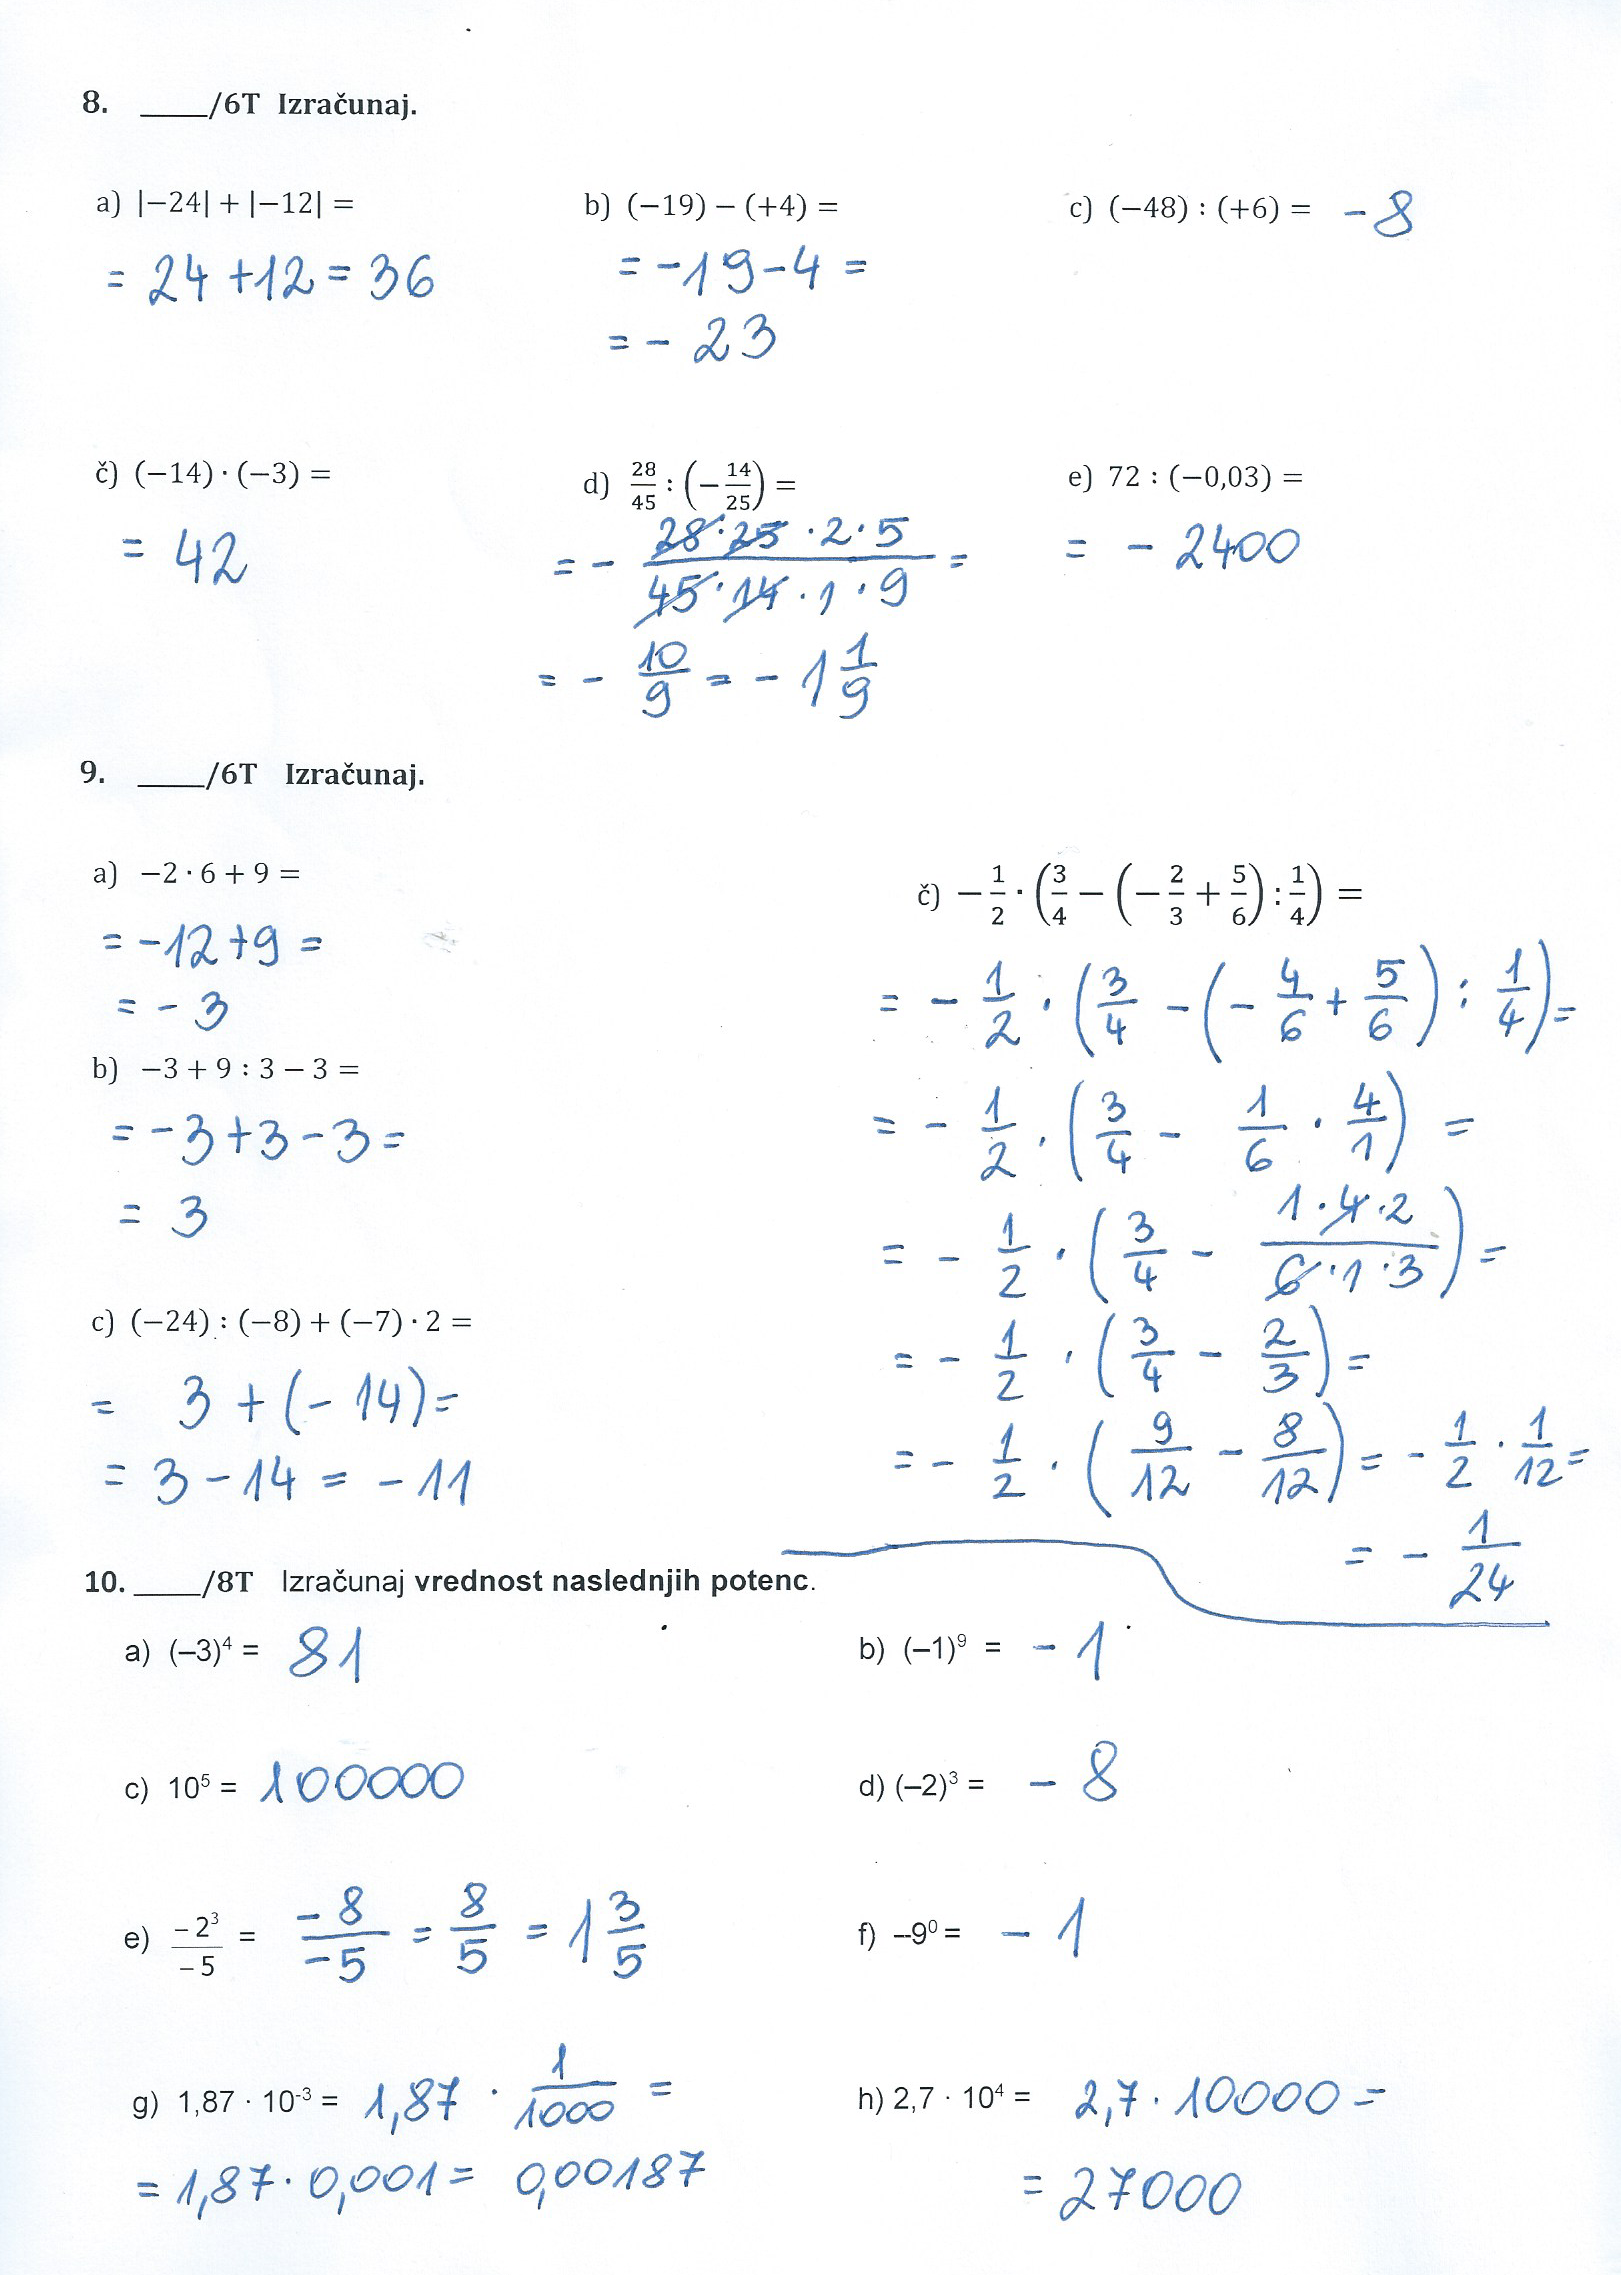 8. ____/6T Izračunaj.
a) |−24| + |−12| =
= 24 + 12 = 36
b) (−19) − (+4) =
= -19-4 =
= - 23
c) (−48) : (+6) = -8
č) (−14) · (−3) =
= 42
d) 28/45 : (−14/25) =
= - (28·25 ·2·5)/(45·14·1·9) =
= - 10/9 = - 1 1/9
e) 72 : (−0,03) =
= - 2400
9. ____/6T Izračunaj.
a) −2 · 6 + 9 =
= -12+9 =
= - 3
b) −3 + 9 : 3 − 3 =
= -3+3-3=
= 3
c) (−24) : (−8) + (−7) · 2 =
= 3 + (- 14)=
= 3 - 14 = - 11
č) −1/2 · (3/4 − (−2/3 + 5/6) : 1/4) =
= - 1/2 · (3/4 - (- 4/6 + 5/6) : 1/4)=
= - 1/2 · (3/4 - 1/6 · 4/1) =
= - 1/2 · (3/4 - (1·4·2)/(6·1·3)) =
= - 1/2 · (3/4 - 2/3) =
= - 1/2 · (9/12 - 8/12) = - 1/2 · 1/12 =
= - 1/24
10. ____/8T Izračunaj vrednost naslednjih potenc.
a) (–3)⁴ = 81
b) (–1)⁹ = - 1
c) 10⁵ = 100000
d) (–2)³ = - 8
e) −2³/−5 = -8/-5 = 8/5 = 1 3/5
f) –9⁰ = - 1
g) 1,87 · 10⁻³ = 1,87 · 1/1000 =
= 1,87 · 0,001 = 0,00187
h) 2,7 · 10⁴ = 2,7 · 10000 =
= 27000